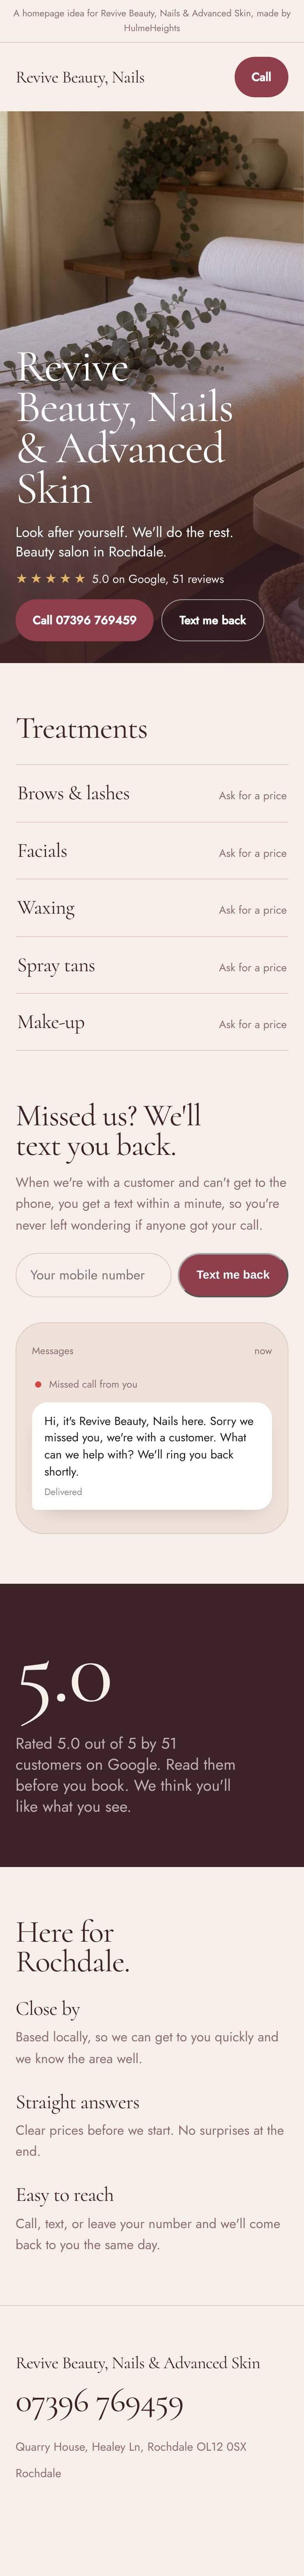 A homepage idea for Revive Beauty, Nails & Advanced Skin, made by
HulmeHeights
Revive Beauty, Nails
Call
Revive
Beauty, Nails
& Advanced
Skin
Look after yourself. We'll do the rest.
Beauty salon in Rochdale.
★★★★★ 5.0 on Google, 51 reviews
Call 07396 769459
Text me back
Treatments
Brows & lashes
Ask for a price
Facials
Ask for a price
Waxing
Ask for a price
Spray tans
Ask for a price
Make-up
Ask for a price
Missed us? We'll
text you back.
When we're with a customer and can't get to the
phone, you get a text within a minute, so you're
never left wondering if anyone got your call.
Your mobile number
Text me back
Messages
now
Missed call from you
Hi, it's Revive Beauty, Nails here. Sorry we
missed you, we're with a customer. What
can we help with? We'll ring you back
shortly.
Delivered
5.0
Rated 5.0 out of 5 by 51
customers on Google. Read them
before you book. We think you'll
like what you see.
Here for
Rochdale.
Close by
Based locally, so we can get to you quickly and
we know the area well.
Straight answers
Clear prices before we start. No surprises at the
end.
Easy to reach
Call, text, or leave your number and we'll come
back to you the same day.
Revive Beauty, Nails & Advanced Skin
07396 769459
Quarry House, Healey Ln, Rochdale OL12 0SX
Rochdale